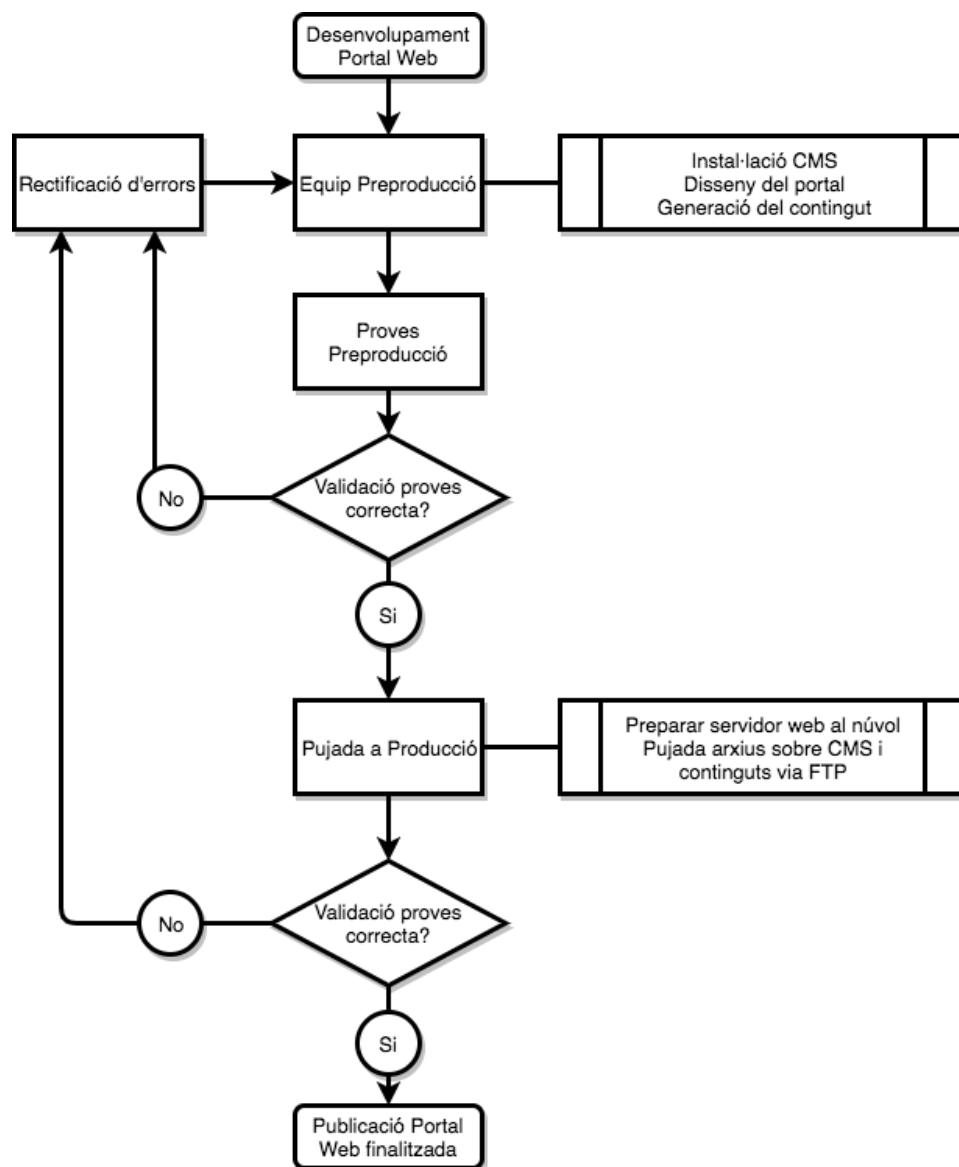 Desenvolupament
Portal Web
Rectificació d'errors
Equip Preproducció
Instal·lació CMS
Disseny del portal
Generació del contingut
Proves
Preproducció
Validació proves
correcta?
No
Si
Pujada a Producció
Preparar servidor web al núvol
Pujada arxius sobre CMS i
continguts via FTP
Validació proves
correcta?
No
Si
Publicació Portal
Web finalitzada